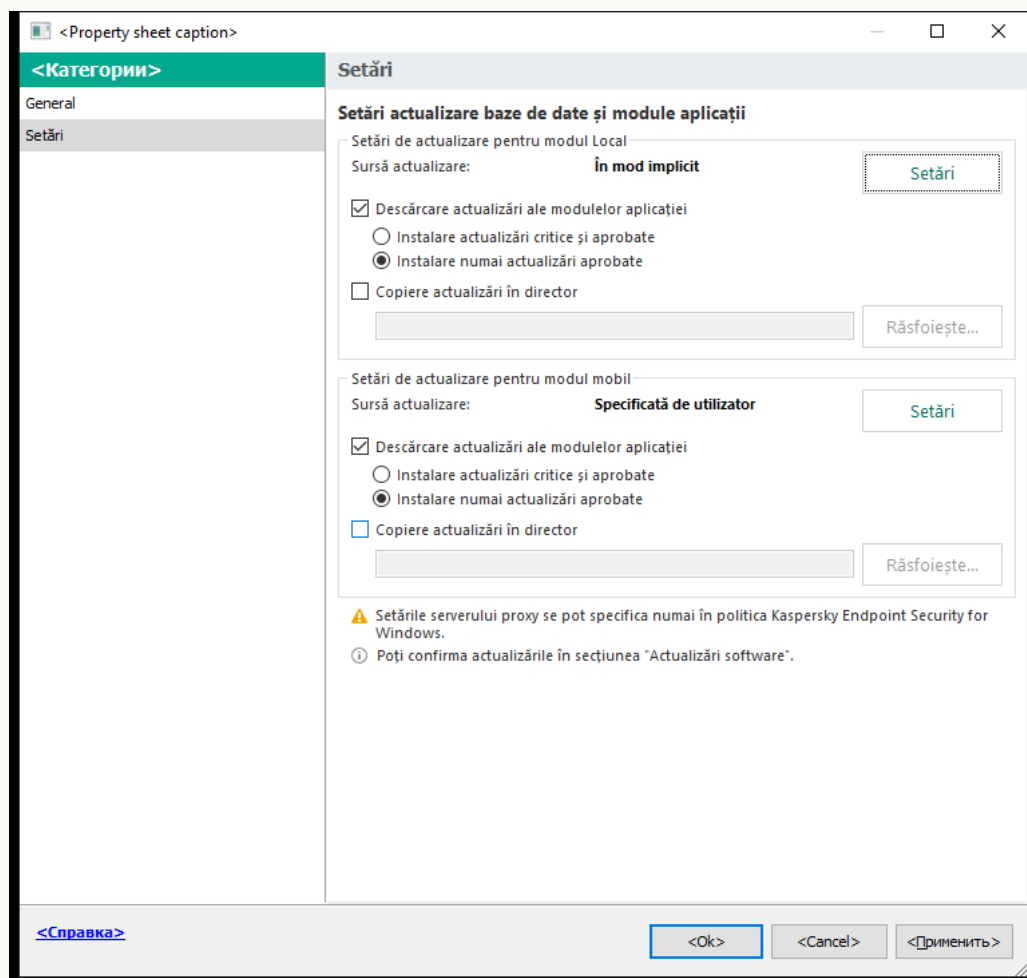 <Property sheet caption>
<Категории>
General
Setări
Setări
Setări actualizare baze de date și module aplicații
Setări de actualizare pentru modul Local
Sursă actualizare: În mod implicit
Setări
Descărcare actualizări ale modulelor aplicației
Instalare actualizări critice și aprobate
Instalare numai actualizări aprobate
Copiere actualizări în director
Răsfoiește...
Setări de actualizare pentru modul mobil
Sursă actualizare: Specificată de utilizator
Setări
Descărcare actualizări ale modulelor aplicației
Instalare actualizări critice și aprobate
Instalare numai actualizări aprobate
Copiere actualizări în director
Răsfoiește...
Setările serverului proxy se pot specifica numai în politica Kaspersky Endpoint Security for
Windows.
Poți confirma actualizările în secțiunea "Actualizări software".
<Справка>
<Ok> <Cancel> <Применить>